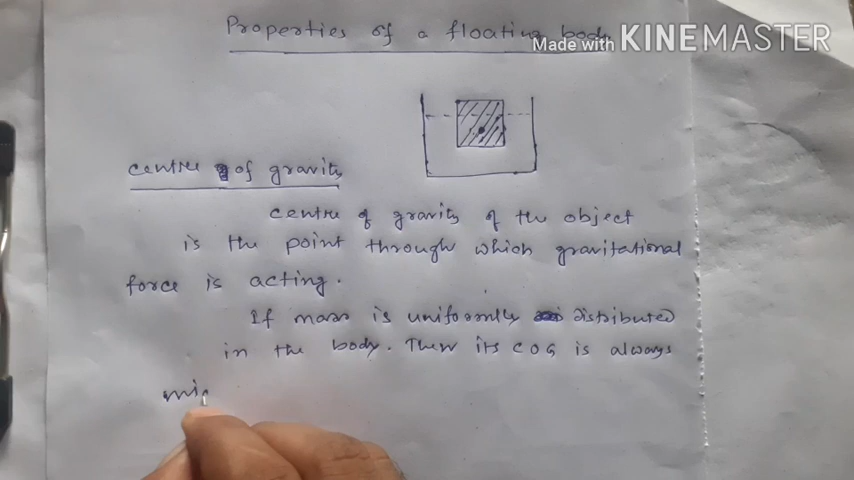 Properties of a floating body
Made with KINEMASTER
centre of gravity
centre of gravity of the object
is the point through which gravitational
force is acting.
If mass is uniformly distributed
in the body. Then its COG is always
mi